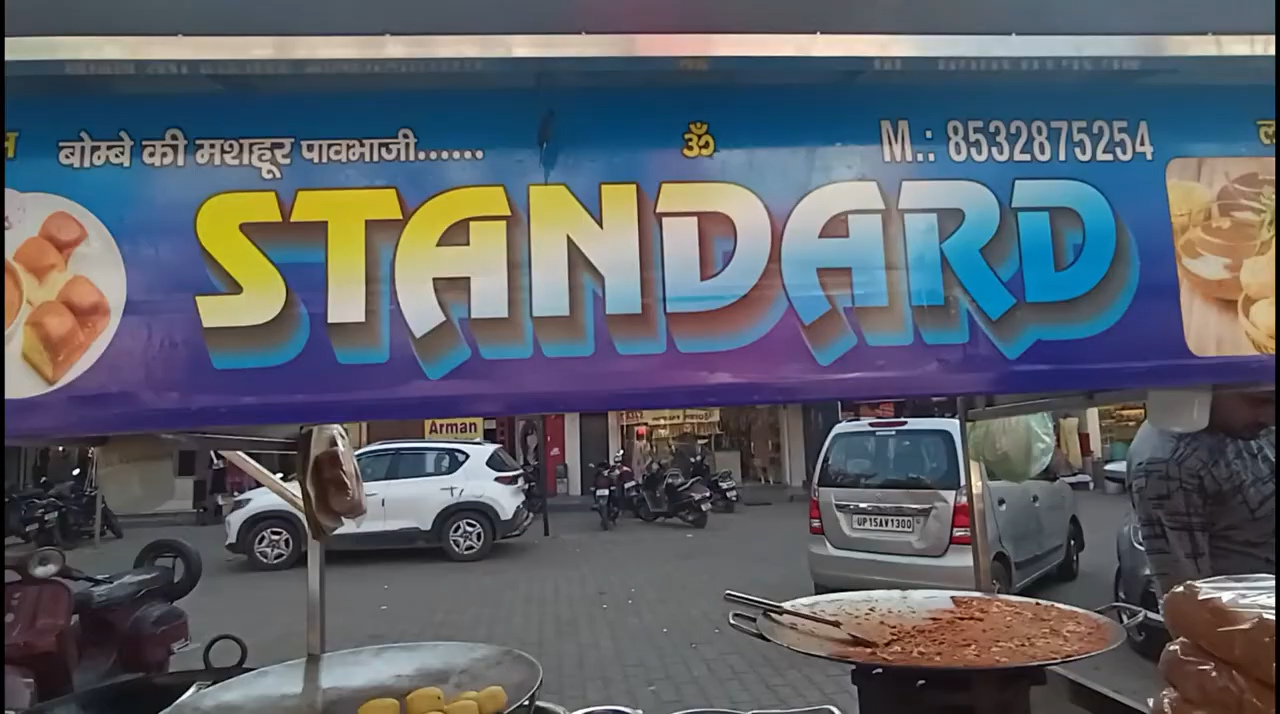 बोम्बे की मशहूर पावभाजी......
ॐ
M.: 8532875254
STANDARD
Arman
UP15AV1300